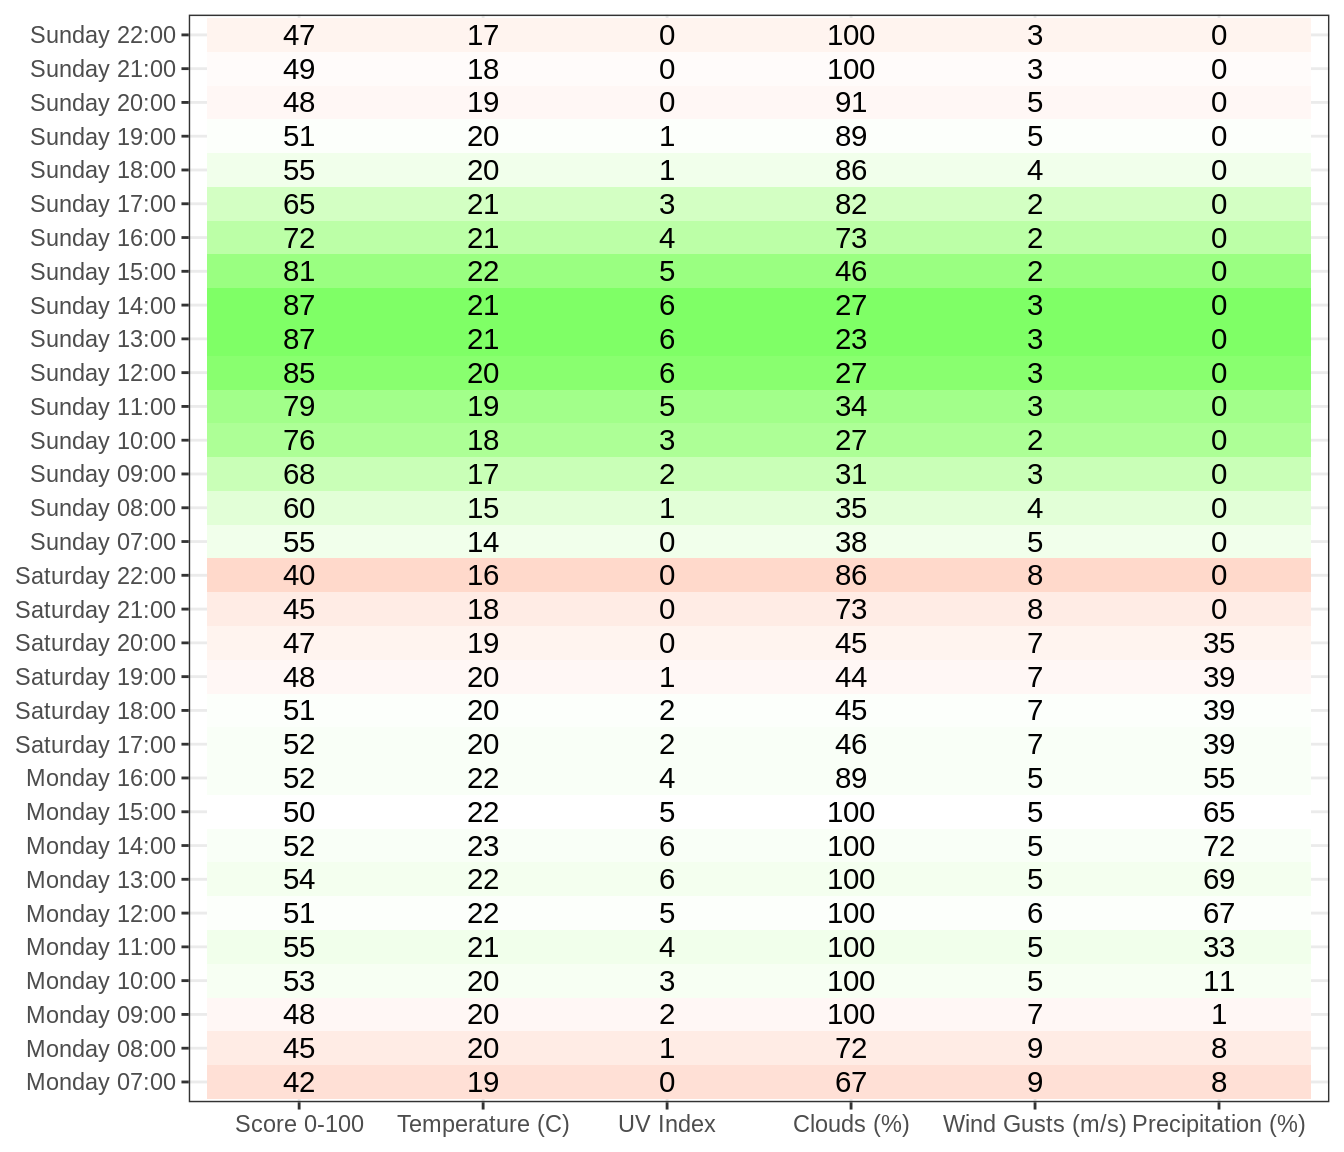 Sunday 22:00 47 17 0 100 3 0
Sunday 21:00 49 18 0 100 3 0
Sunday 20:00 48 19 0 91 5 0
Sunday 19:00 51 20 1 89 5 0
Sunday 18:00 55 20 1 86 4 0
Sunday 17:00 65 21 3 82 2 0
Sunday 16:00 72 21 4 73 2 0
Sunday 15:00 81 22 5 46 2 0
Sunday 14:00 87 21 6 27 3 0
Sunday 13:00 87 21 6 23 3 0
Sunday 12:00 85 20 6 27 3 0
Sunday 11:00 79 19 5 34 3 0
Sunday 10:00 76 18 3 27 2 0
Sunday 09:00 68 17 2 31 3 0
Sunday 08:00 60 15 1 35 4 0
Sunday 07:00 55 14 0 38 5 0
Saturday 22:00 40 16 0 86 8 0
Saturday 21:00 45 18 0 73 8 0
Saturday 20:00 47 19 0 45 7 35
Saturday 19:00 48 20 1 44 7 39
Saturday 18:00 51 20 2 45 7 39
Saturday 17:00 52 20 2 46 7 39
Monday 16:00 52 22 4 89 5 55
Monday 15:00 50 22 5 100 5 65
Monday 14:00 52 23 6 100 5 72
Monday 13:00 54 22 6 100 5 69
Monday 12:00 51 22 5 100 6 67
Monday 11:00 55 21 4 100 5 33
Monday 10:00 53 20 3 100 5 11
Monday 09:00 48 20 2 100 7 1
Monday 08:00 45 20 1 72 9 8
Monday 07:00 42 19 0 67 9 8
Score 0-100 Temperature (C) UV Index Clouds (%) Wind Gusts (m/s) Precipitation (%)